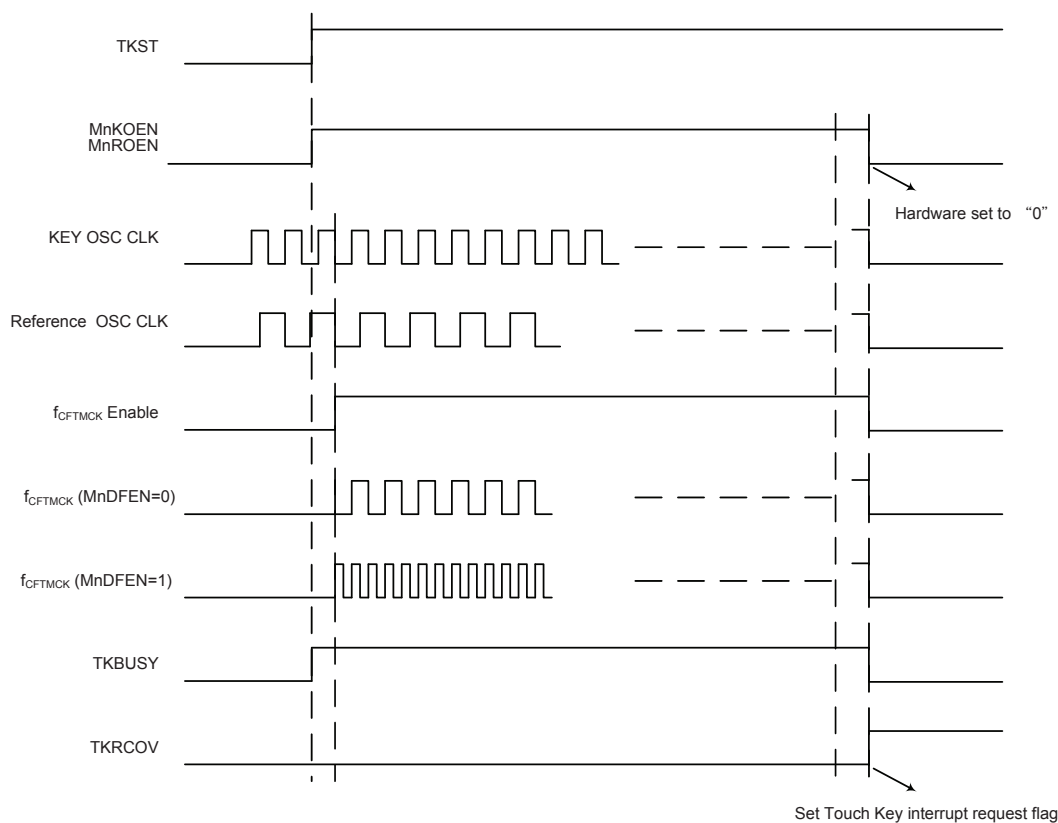 TKST
MnKOEN
MnROEN
Hardware set to “0”
KEY OSC CLK
Reference OSC CLK
fCFTMCK Enable
fCFTMCK (MnDFEN=0)
fCFTMCK (MnDFEN=1)
TKBUSY
TKRCOV
Set Touch Key interrupt request flag